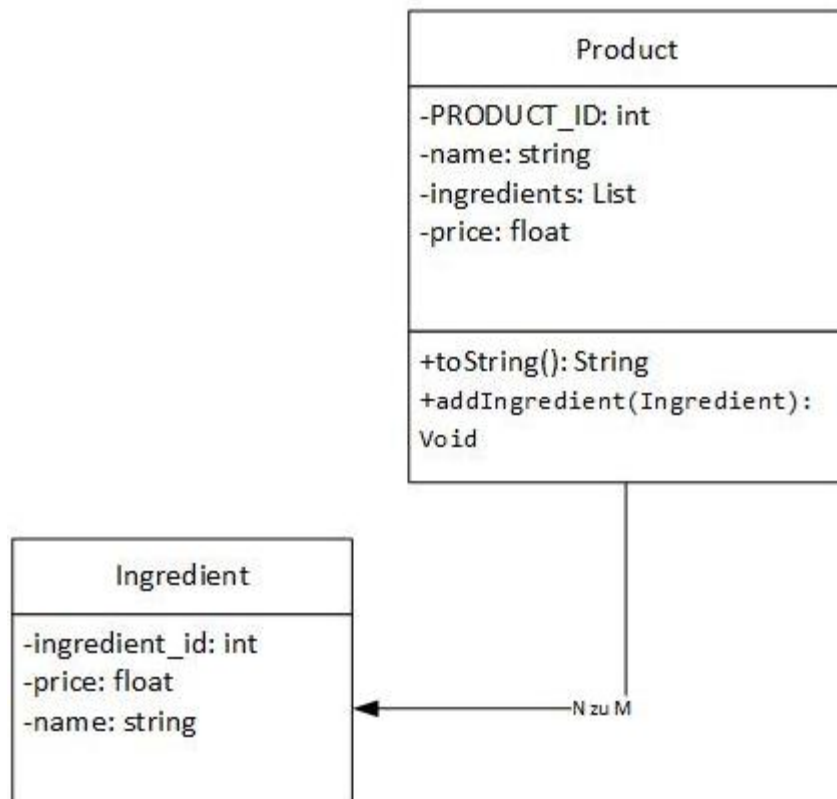 Product
-PRODUCT_ID: int
-name: string
-ingredients: List
-price: float
+toString(): String
+addIngredient(Ingredient):
Void
Ingredient
-ingredient_id: int
-price: float
-name: string
N zu M